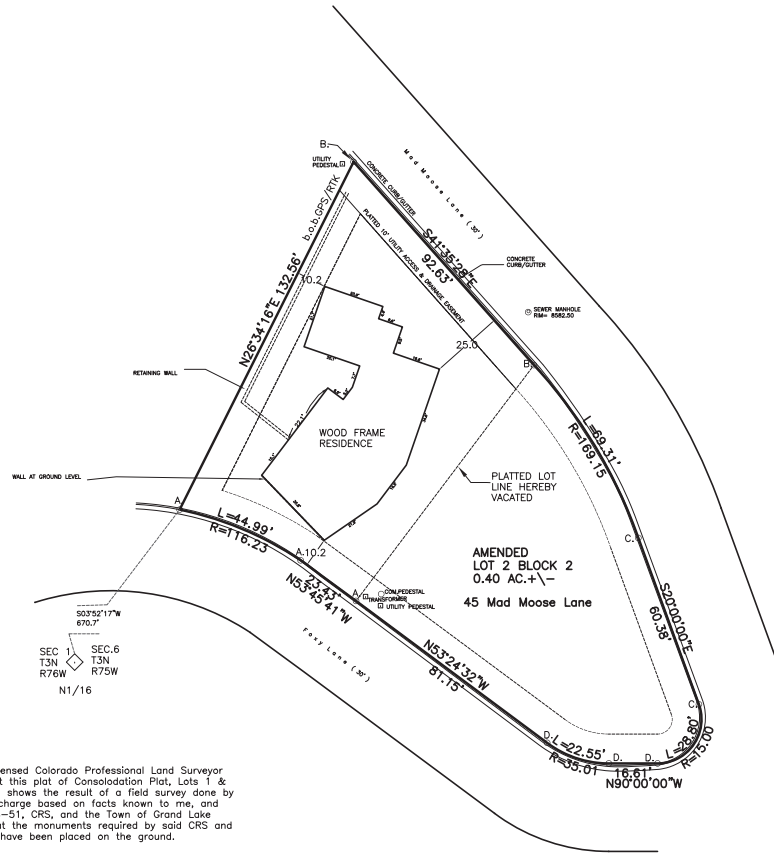 Mad Moose Lane (30')
B.
UTILITY
PEDESTAL
CONCRETE CURB/GUTTER
b.o.b.GPS/RTK
PLATTED 10' UTILITY ACCESS & DRAINAGE EASEMENT
S41°35'28"E
92.63'
CONCRETE
CURB/GUTTER
10.2
N26°34'16"E 132.56'
SEWER MANHOLE
RIM= 8582.50
25.0
B.
RETAINING WALL
22.1'
WOOD FRAME
RESIDENCE
L=69.31'
R=169.15
WALL AT GROUND LEVEL
PLATTED LOT
LINE HEREBY
VACATED
A.
L=44.99'
R=116.23
C.
A.
10.2
AMENDED
LOT 2 BLOCK 2
0.40 AC.+\-
45 Mad Moose Lane
23.43'
N53°45'41"W
A.
COM.PEDESTAL
TRANSFORMER
UTILITY PEDESTAL
S20°00'00"E
60.38'
S03°52'17"W
670.7'
Foxy Lane (30')
N53°24'32"W
81.15'
SEC 1 SEC.6
T3N T3N
R76W R75W
N1/16
C.
D.
L=22.55'
R=35.01
D.
D.
L=28.80'
R=15.00
16.61'
N90°00'00"W
ensed Colorado Professional Land Surveyor
t this plat of Consolodation Plat, Lots 1 &
shows the result of a field survey done by
charge based on facts known to me, and
-51, CRS, and the Town of Grand Lake
at the monuments required by said CRS and
have been placed on the ground.